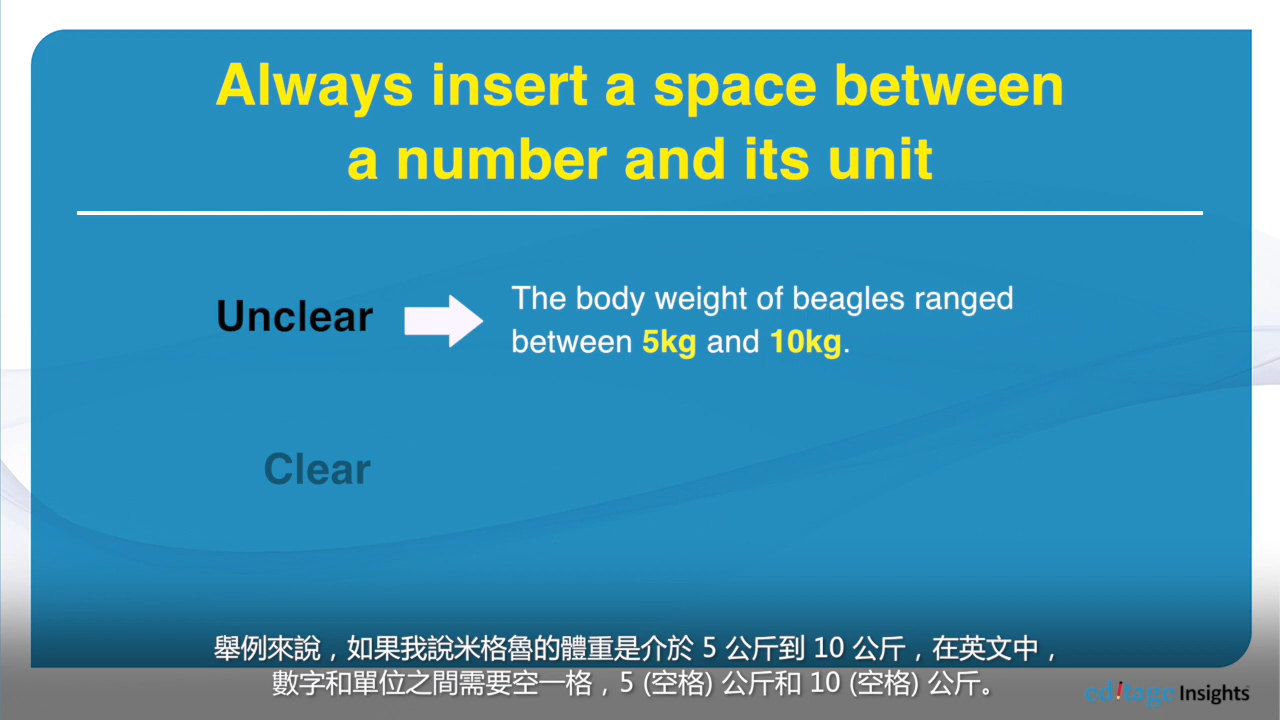 Always insert a space between
a number and its unit
Unclear
The body weight of beagles ranged
between 5kg and 10kg.
Clear
舉例來說，如果我說米格魯的體重是介於 5 公斤到 10 公斤，在英文中，
數字和單位之間需要空一格，5 (空格) 公斤和 10 (空格) 公斤。
editage Insights